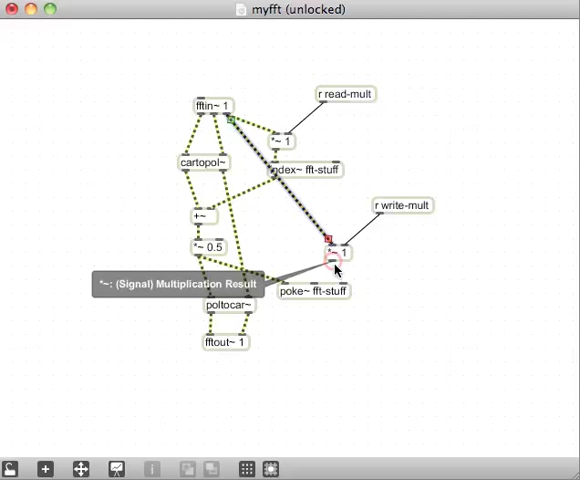 myfft (unlocked)
r read-mult
fftin~ 1
*~ 1
cartopol~
index~ fft-stuff
r write-mult
+~
*~ 0.5
*~ 1
*~: (Signal) Multiplication Result
poke~ fft-stuff
poltocar~
fftout~ 1